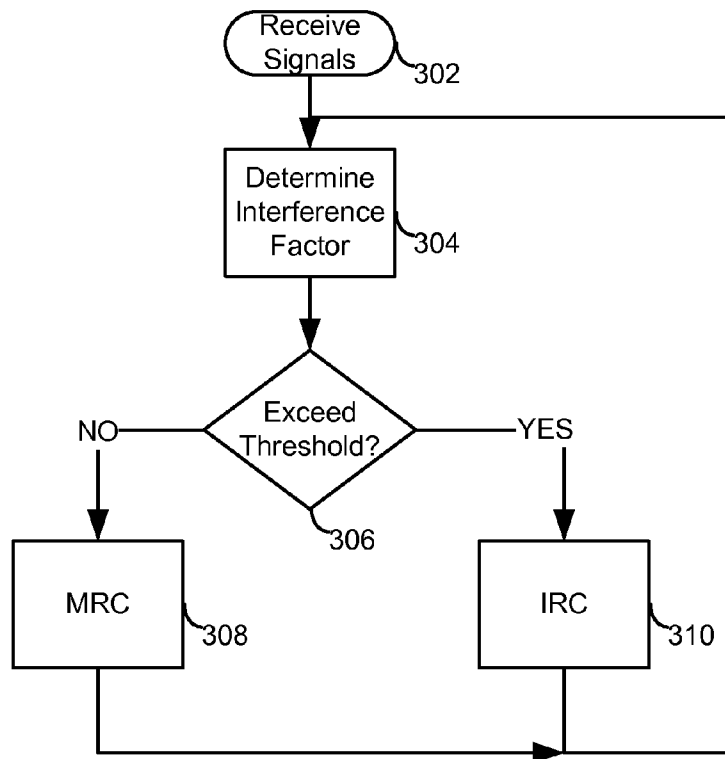 Receive
Signals
302
Determine
Interference
Factor
304
Exceed
Threshold?
NO
YES
306
MRC
308
IRC
310